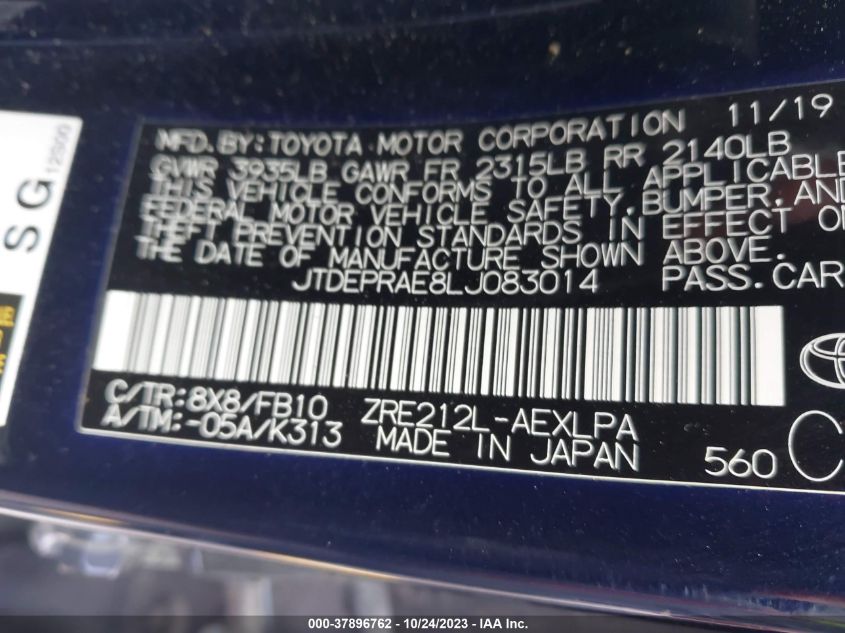 11/19
MFD.BY:TOYOTA MOTOR CORPORATION
GVWR 3935LB GAWR FR 2315LB RR 2140LB
THIS VEHICLE CONFORMS TO ALL APPLICABLE
FEDERAL MOTOR VEHICLE SAFETY,BUMPER,AND
THEFT PREVENTION STANDARDS IN EFFECT ON
THE DATE OF MANUFACTURE SHOWN ABOVE.
JTDEPRAE8LJ083014 PASS.CAR
C/TR:8X8/FB10 ZRE212L-AEXLPA
A/TM:-05A/K313 MADE IN JAPAN
560
SG
12900
000-37896762 - 10/24/2023 - IAA Inc.